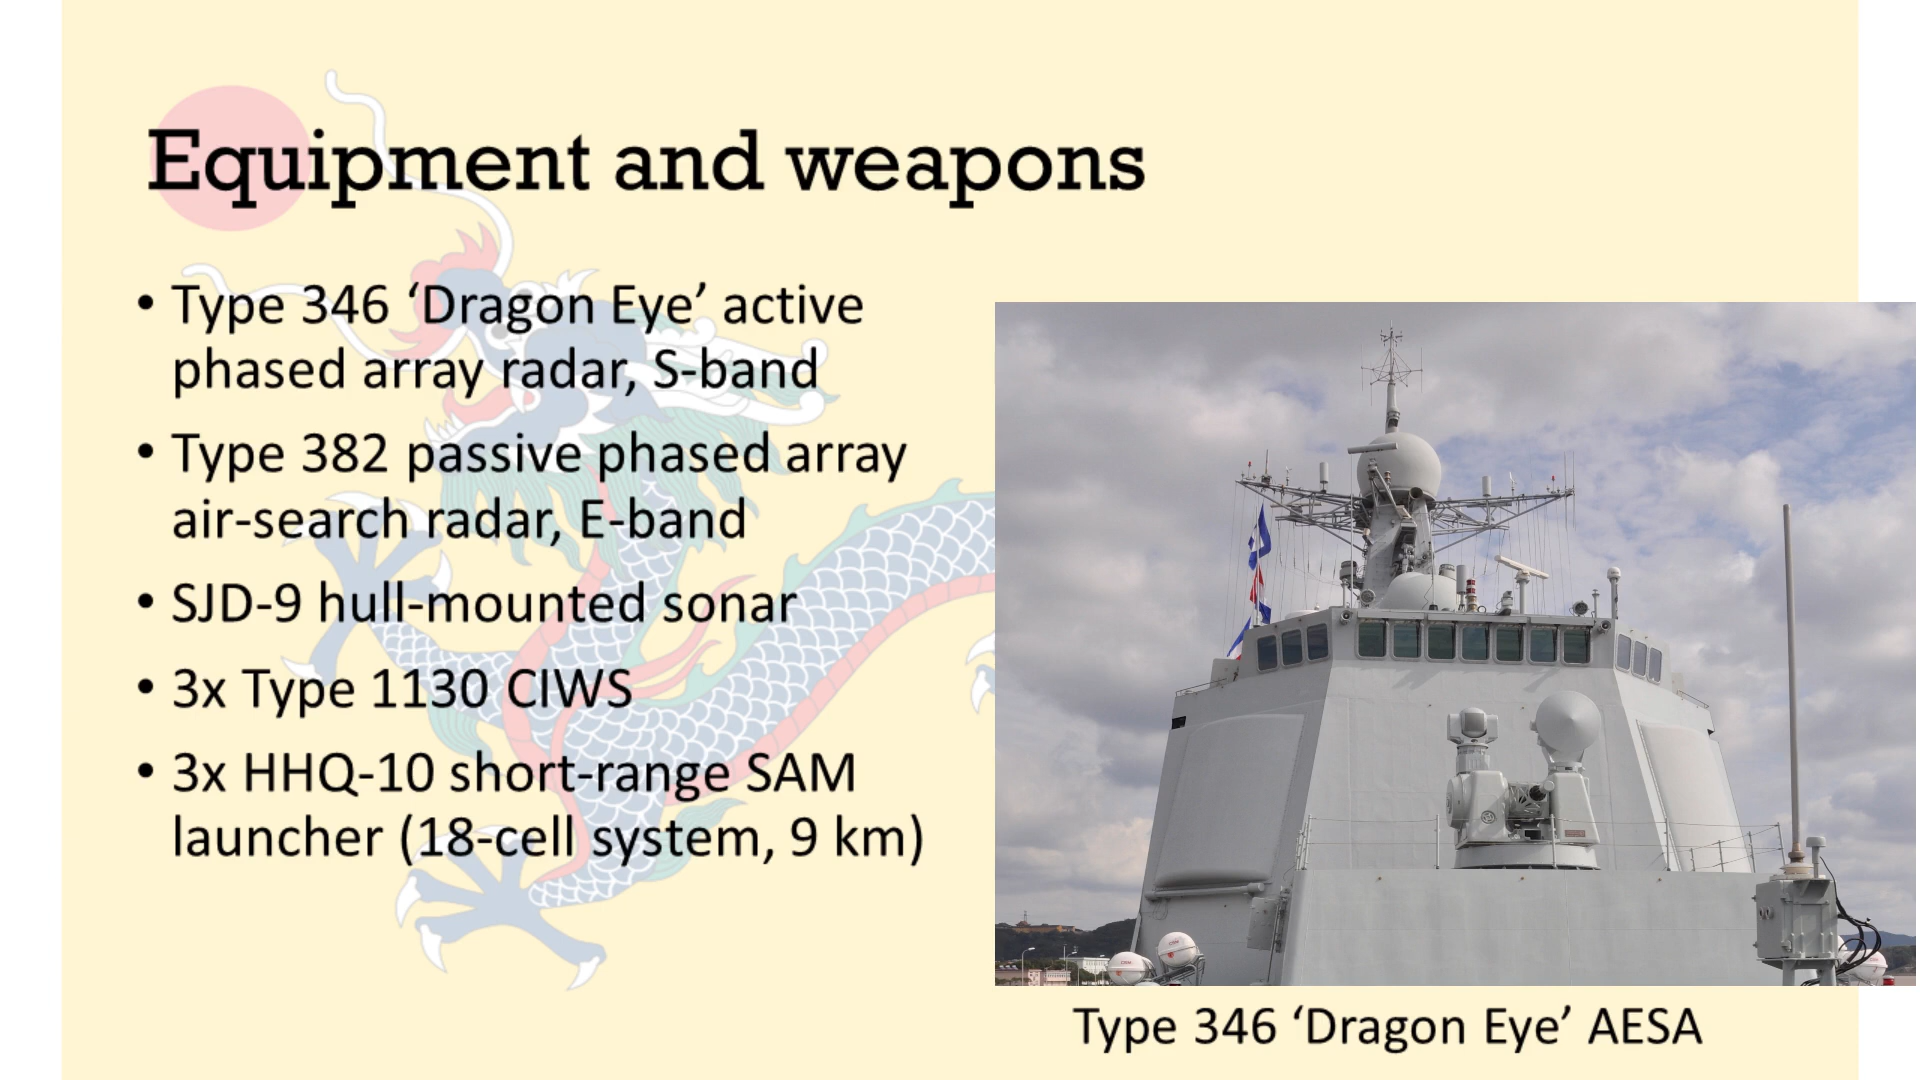 Equipment and weapons
• Type 346 ‘Dragon Eye’ active
phased array radar, S-band
• Type 382 passive phased array
air-search radar, E-band
• SJD-9 hull-mounted sonar
• 3x Type 1130 CIWS
• 3x HHQ-10 short-range SAM
launcher (18-cell system, 9 km)
Type 346 ‘Dragon Eye’ AESA